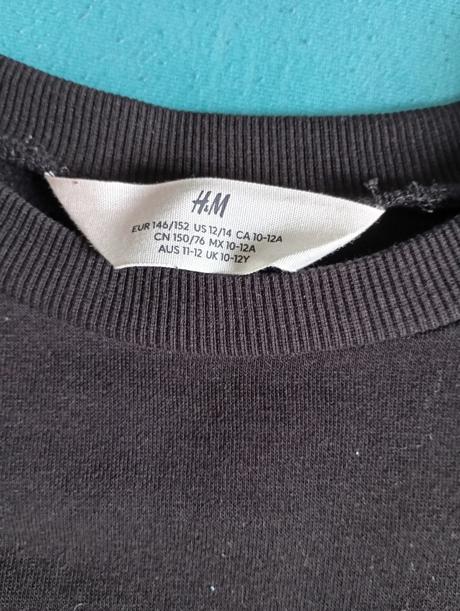 H&M
EUR 146/152 US 12/14 CA 10-12A
CN 150/76 MX 10-12A
AUS 11-12 UK 10-12Y